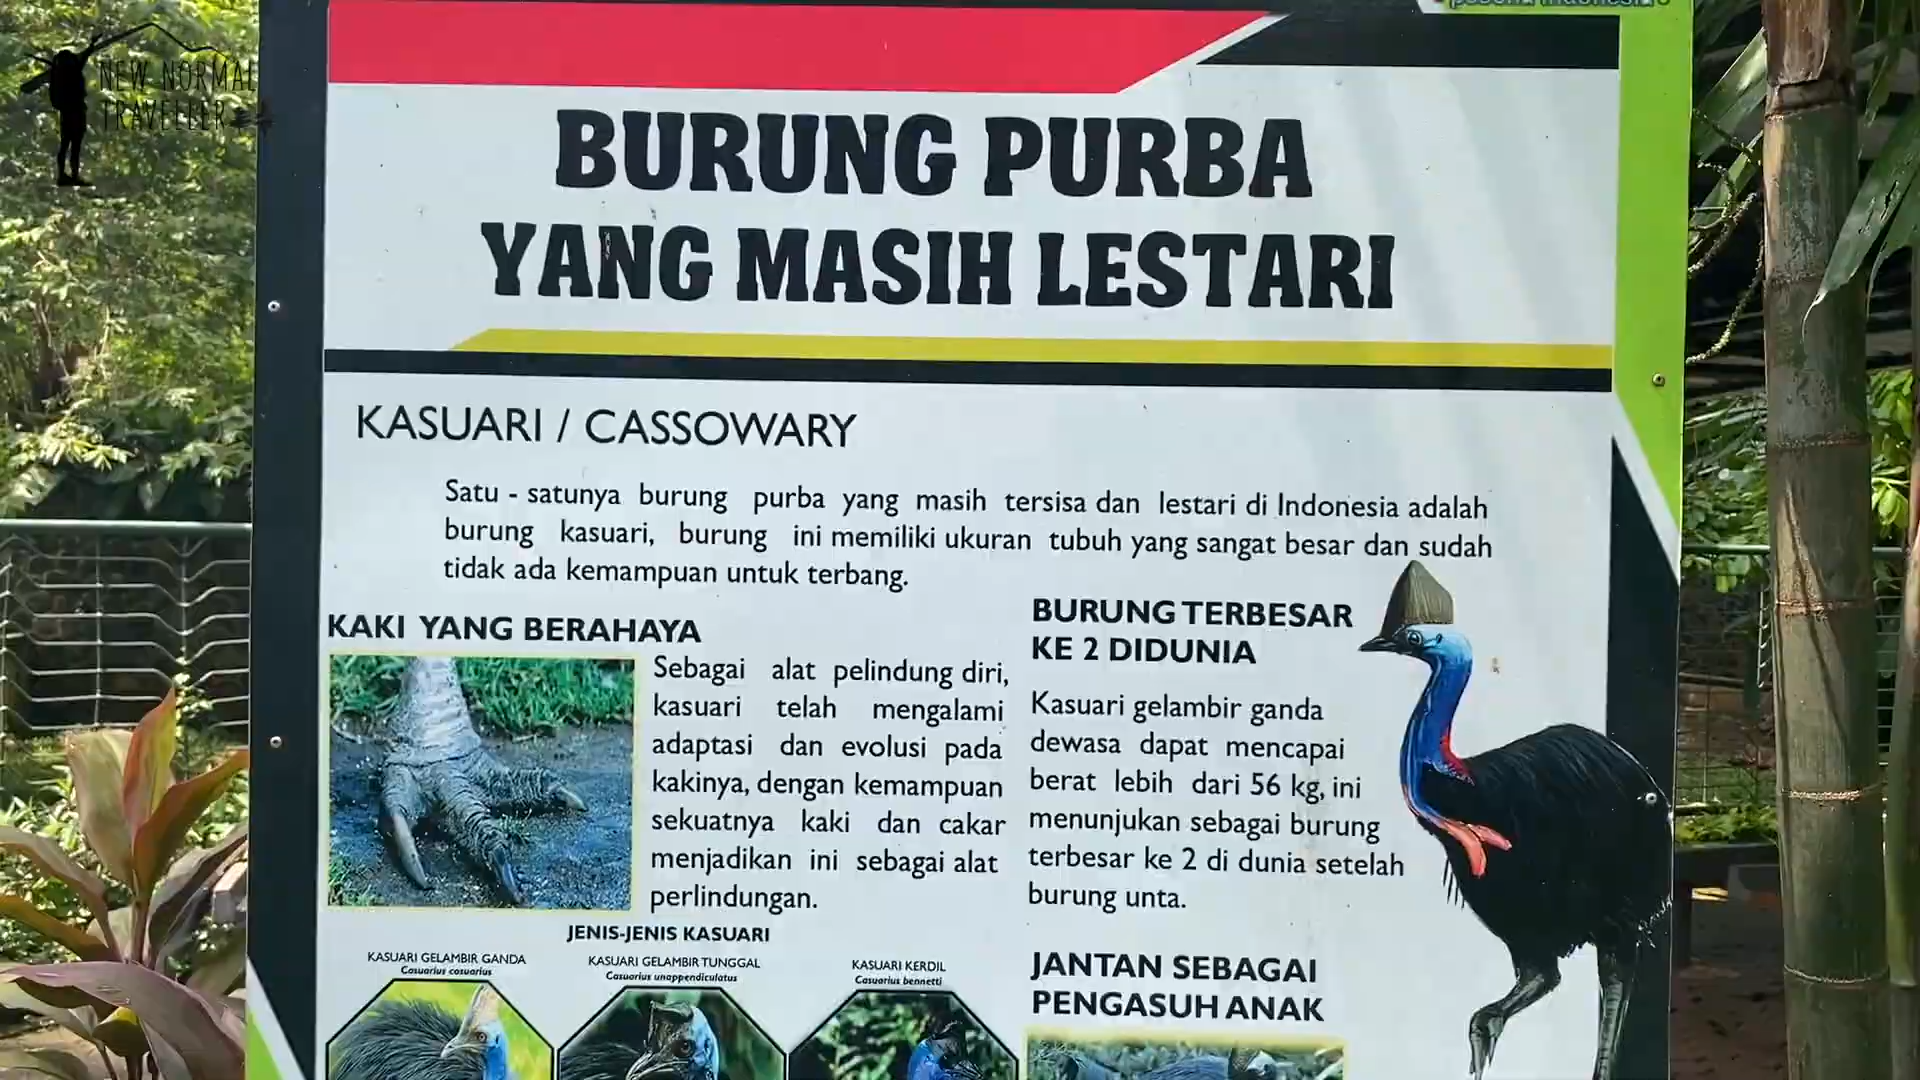 NEW NORMAL
TRAVELLER
BURUNG PURBA
YANG MASIH LESTARI
KASUARI / CASSOWARY
Satu - satunya burung purba yang masih tersisa dan lestari di Indonesia adalah
burung kasuari, burung ini memiliki ukuran tubuh yang sangat besar dan sudah
tidak ada kemampuan untuk terbang.
KAKI YANG BERAHAYA
Sebagai alat pelindung diri,
kasuari telah mengalami
adaptasi dan evolusi pada
kakinya, dengan kemampuan
sekuatnya kaki dan cakar
menjadikan ini sebagai alat
perlindungan.
BURUNG TERBESAR
KE 2 DIDUNIA
Kasuari gelambir ganda
dewasa dapat mencapai
berat lebih dari 56 kg, ini
menunjukan sebagai burung
terbesar ke 2 di dunia setelah
burung unta.
JENIS-JENIS KASUARI
KASUARI GELAMBIR GANDA
Casuarius casuarius
KASUARI GELAMBIR TUNGGAL
Casuarius unappendiculatus
KASUARI KERDIL
Casuarius bennetti
JANTAN SEBAGAI
PENGASUH ANAK